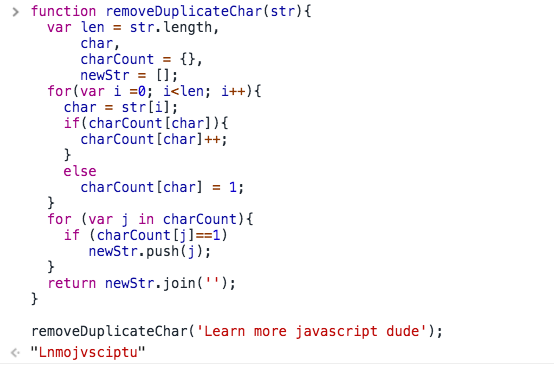 function removeDuplicateChar(str){
  var len = str.length,
      char,
      charCount = {},
      newStr = [];
  for(var i =0; i<len; i++){
    char = str[i];
    if(charCount[char]){
      charCount[char]++;
    }
    else
      charCount[char] = 1;
  }
  for (var j in charCount){
    if (charCount[j]==1)
       newStr.push(j);
  }
  return newStr.join('');
}

removeDuplicateChar('Learn more javascript dude');
"Lnmojvsciptu"